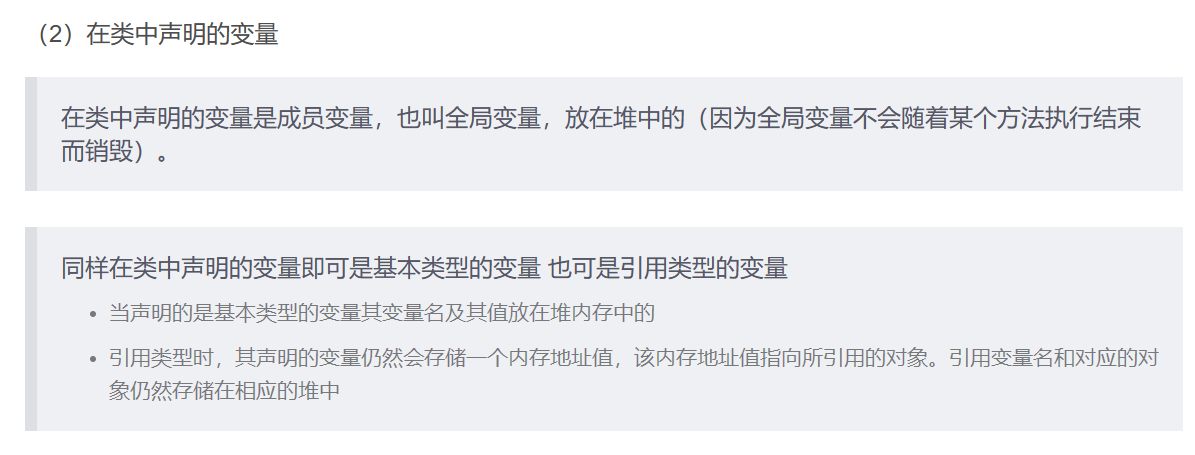 （2）在类中声明的变量
在类中声明的变量是成员变量，也叫全局变量，放在堆中的（因为全局变量不会随着某个方法执行结束
而销毁）。
同样在类中声明的变量即可是基本类型的变量 也可是引用类型的变量
• 当声明的是基本类型的变量其变量名及其值放在堆内存中的
• 引用类型时，其声明的变量仍然会存储一个内存地址值，该内存地址值指向所引用的对象。引用变量名和对应的对
象仍然存储在相应的堆中